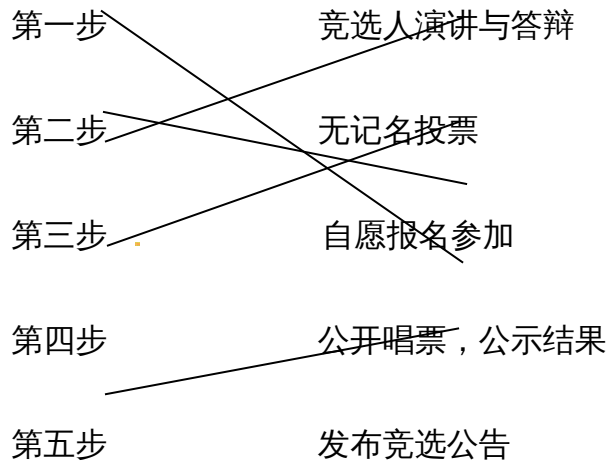 第一步 竞选人演讲与答辩
第二步 无记名投票
第三步 自愿报名参加
第四步 公开唱票，公示结果
第五步 发布竞选公告